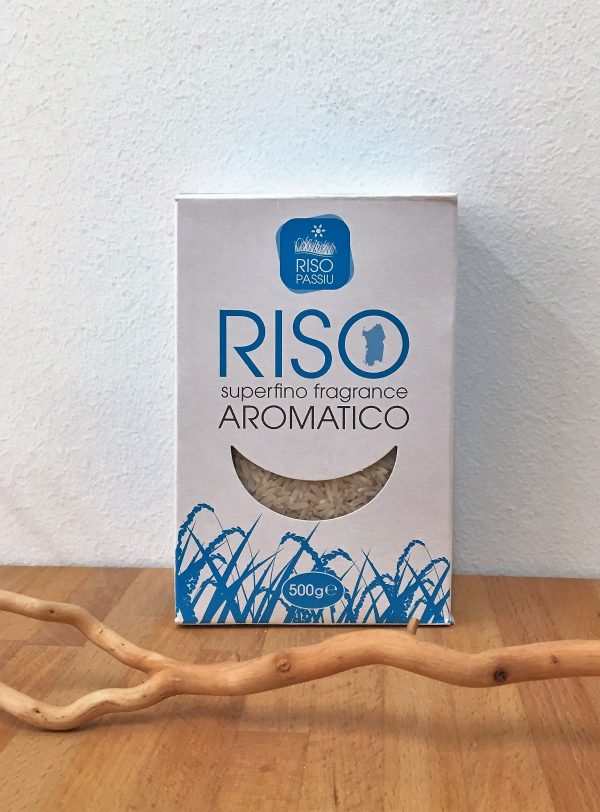 RISO
PASSIU
RISO
superfino fragrance
AROMATICO
500g℮